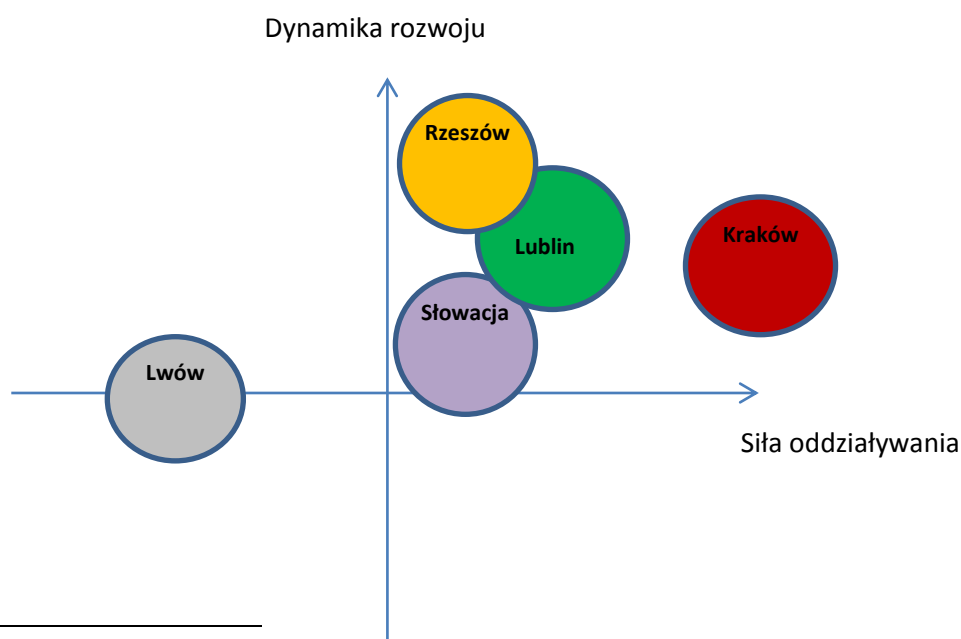 Dynamika rozwoju
Rzeszów
Lublin
Kraków
Słowacja
Lwów
Siła oddziaływania